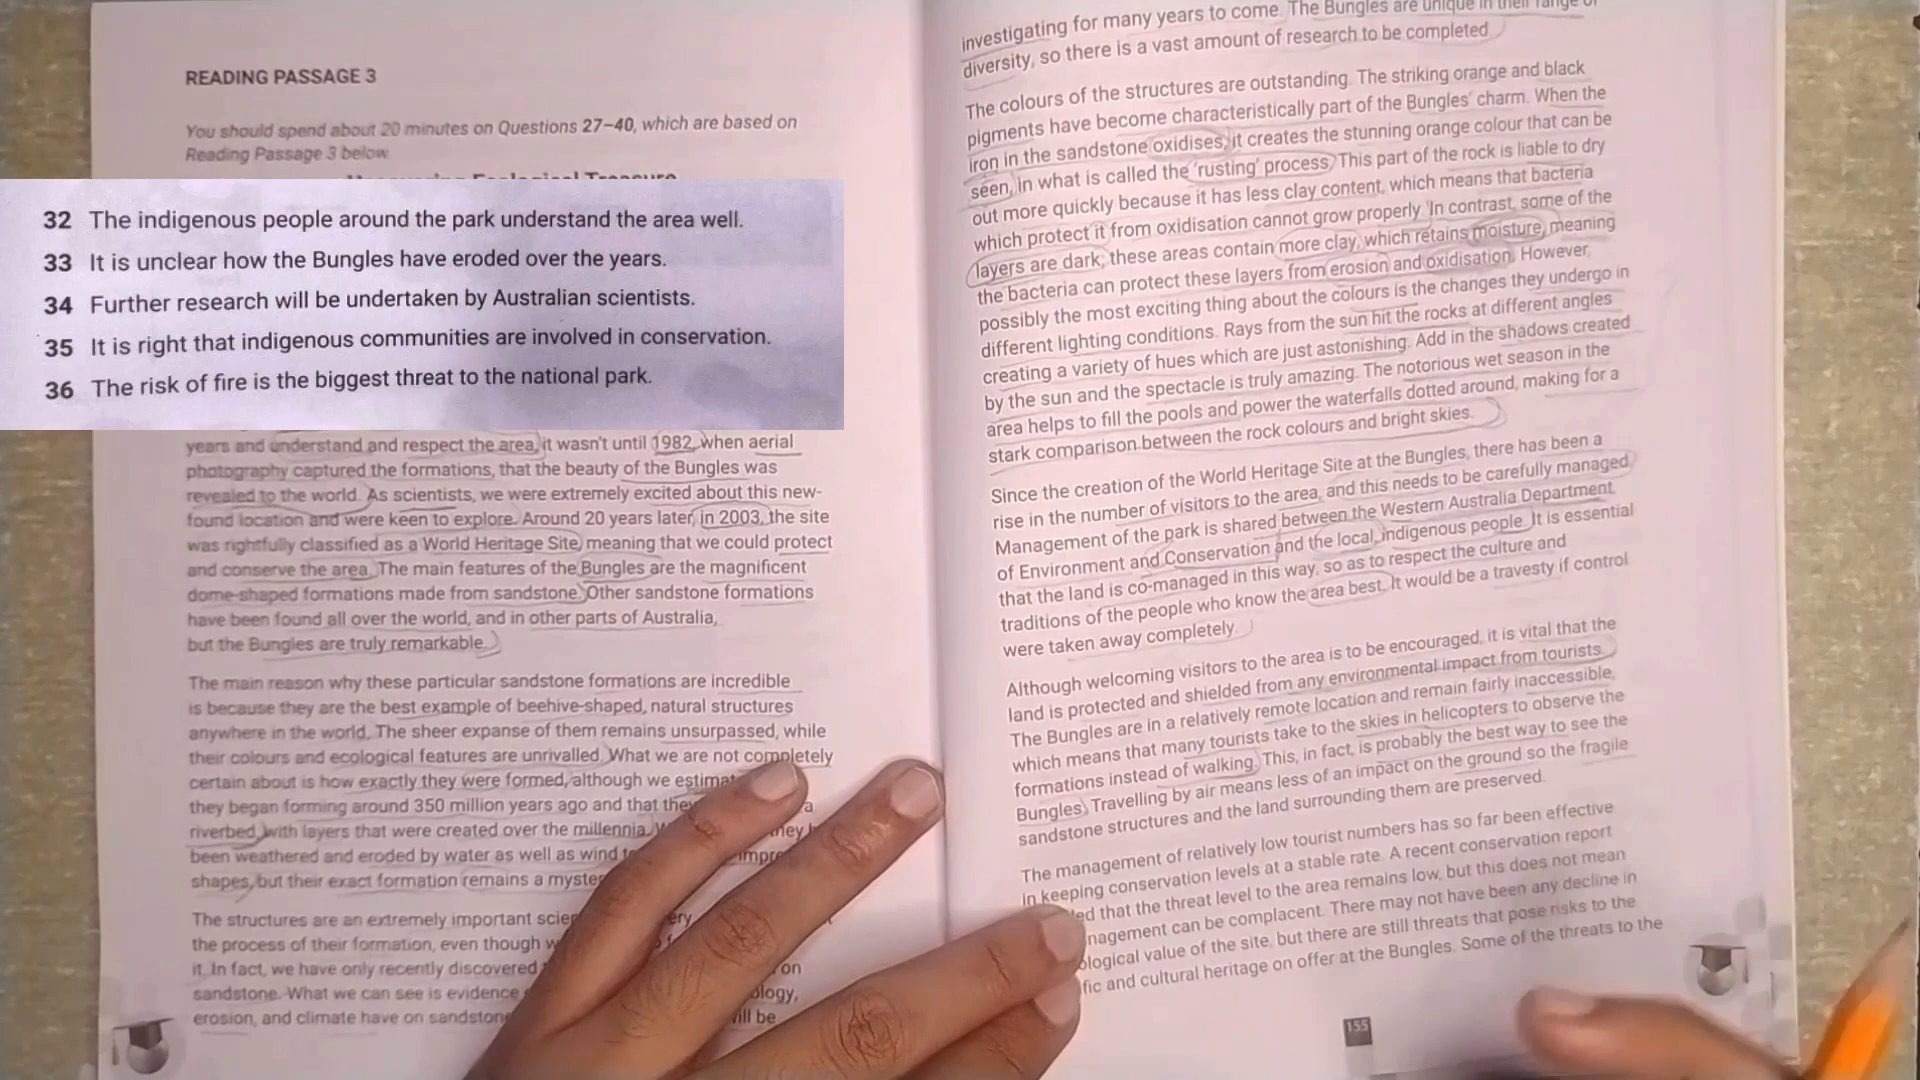 READING PASSAGE 3
You should spend about 20 minutes on Questions 27–40, which are based on
Reading Passage 3 below.
32 The indigenous people around the park understand the area well.
33 It is unclear how the Bungles have eroded over the years.
34 Further research will be undertaken by Australian scientists.
35 It is right that indigenous communities are involved in conservation.
36 The risk of fire is the biggest threat to the national park.
years and understand and respect the area, it wasn't until 1982, when aerial
photography captured the formations, that the beauty of the Bungles was
revealed to the world. As scientists, we were extremely excited about this new-
found location and were keen to explore. Around 20 years later, in 2003, the site
was rightfully classified as a World Heritage Site, meaning that we could protect
and conserve the area. The main features of the Bungles are the magnificent
dome-shaped formations made from sandstone. Other sandstone formations
have been found all over the world, and in other parts of Australia,
but the Bungles are truly remarkable.
The main reason why these particular sandstone formations are incredible
is because they are the best example of beehive-shaped, natural structures
anywhere in the world. The sheer expanse of them remains unsurpassed, while
their colours and ecological features are unrivalled. What we are not completely
certain about is how exactly they were formed, although we
they began forming around 350 million years ago and that they a
riverbed, with layers that were created over the millennia.
been weathered and eroded by water as well as wind
shapes, but their exact formation remains a
The structures are an extremely important
the process of their formation, even though
it. In fact, we have only recently discovered on
sandstone. What we can see is evidence
erosion, and climate have on be
investigating for many years to come. The Bungles are unique in their range of
diversity, so there is a vast amount of research to be completed.
The colours of the structures are outstanding. The striking orange and black
pigments have become characteristically part of the Bungles' charm. When the
iron in the sandstone oxidises, it creates the stunning orange colour that can be
seen, in what is called the 'rusting' process. This part of the rock is liable to dry
out more quickly because it has less clay content, which means that bacteria
which protect it from oxidisation cannot grow properly. In contrast, some of the
layers are dark; these areas contain more clay, which retains moisture, meaning
the bacteria can protect these layers from erosion and oxidisation. However,
possibly the most exciting thing about the colours is the changes they undergo in
different lighting conditions. Rays from the sun hit the rocks at different angles
creating a variety of hues which are just astonishing. Add in the shadows created
by the sun and the spectacle is truly amazing. The notorious wet season in the
area helps to fill the pools and power the waterfalls dotted around, making for a
stark comparison between the rock colours and bright skies.
Since the creation of the World Heritage Site at the Bungles, there has been a
rise in the number of visitors to the area, and this needs to be carefully managed.
Management of the park is shared between the Western Australia Department
of Environment and Conservation and the local, indigenous people. It is essential
that the land is co-managed in this way, so as to respect the culture and
traditions of the people who know the area best. It would be a travesty if control
were taken away completely.
Although welcoming visitors to the area is to be encouraged, it is vital that the
land is protected and shielded from any environmental impact from tourists.
The Bungles are in a relatively remote location and remain fairly inaccessible,
which means that many tourists take to the skies in helicopters to observe the
formations instead of walking. This, in fact, is probably the best way to see the
Bungles. Travelling by air means less of an impact on the ground so the fragile
sandstone structures and the land surrounding them are preserved.
The management of relatively low tourist numbers has so far been effective
in keeping conservation levels at a stable rate. A recent conservation report
that the threat level to the area remains low, but this does not mean
can be complacent. There may not have been any decline in
value of the site, but there are still threats that pose risks to the
and cultural heritage on offer at the Bungles. Some of the threats to the
155